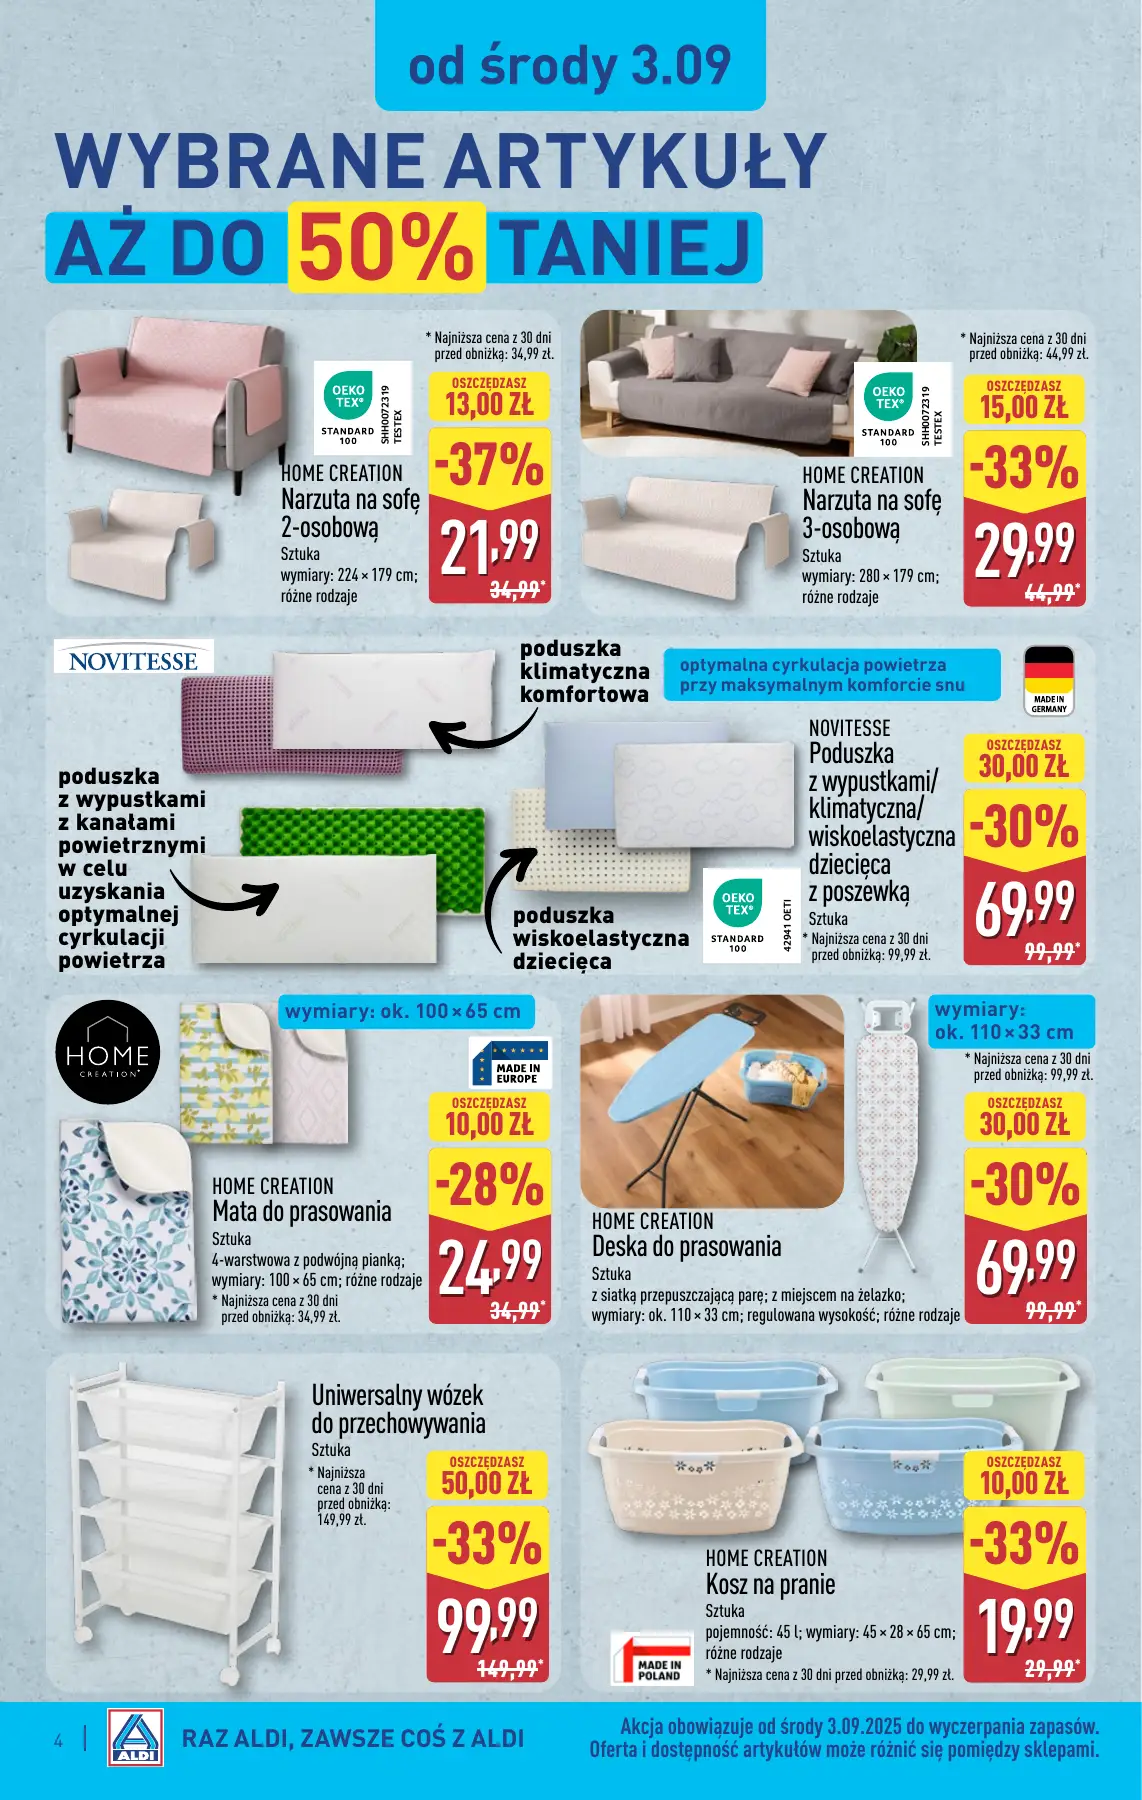 od środy 3.09
WYBRANE ARTYKUŁY
AŻ DO 50% TANIEJ
* Najniższa cena z 30 dni
przed obniżką: 34,99 zł.
OEKO
TEX®
STANDARD
100
SHH0072319
TESTEX
OSZCZĘDZASZ
13,00 ZŁ
-37%
21,99
34,99*
HOME CREATION
Narzuta na sofę
2-osobową
Sztuka
wymiary: 224 × 179 cm;
różne rodzaje
* Najniższa cena z 30 dni
przed obniżką: 44,99 zł.
OEKO
TEX®
STANDARD
100
SHH0072319
TESTEX
OSZCZĘDZASZ
15,00 ZŁ
-33%
29,99
44,99*
HOME CREATION
Narzuta na sofę
3-osobową
Sztuka
wymiary: 280 × 179 cm;
różne rodzaje
NOVITESSE
poduszka
klimatyczna
komfortowa
optymalna cyrkulacja powietrza
przy maksymalnym komforcie snu
MADE IN
GERMANY
poduszka
z wypustkami
z kanałami
powietrznymi
w celu
uzyskania
optymalnej
cyrkulacji
powietrza
poduszka
wiskoelastyczna
dziecięca
OEKO
TEX®
STANDARD
100
42941 OETI
NOVITESSE
Poduszka
z wypustkami/
klimatyczna/
wiskoelastyczna
dziecięca
z poszewką
Sztuka
* Najniższa cena z 30 dni
przed obniżką: 99,99 zł.
OSZCZĘDZASZ
30,00 ZŁ
-30%
69,99
99,99*
HOME
CREATION
wymiary: ok. 100 × 65 cm
MADE IN
EUROPE
OSZCZĘDZASZ
10,00 ZŁ
-28%
24,99
34,99*
HOME CREATION
Mata do prasowania
Sztuka
4-warstwowa z podwójną pianką;
wymiary: 100 × 65 cm; różne rodzaje
* Najniższa cena z 30 dni
przed obniżką: 34,99 zł.
wymiary:
ok. 110 × 33 cm
* Najniższa cena z 30 dni
przed obniżką: 99,99 zł.
OSZCZĘDZASZ
30,00 ZŁ
-30%
69,99
99,99*
HOME CREATION
Deska do prasowania
Sztuka
z siatką przepuszczającą parę; z miejscem na żelazko;
wymiary: ok. 110 × 33 cm; regulowana wysokość; różne rodzaje
Uniwersalny wózek
do przechowywania
Sztuka
* Najniższa
cena z 30 dni
przed obniżką:
149,99 zł.
OSZCZĘDZASZ
50,00 ZŁ
-33%
99,99
149,99*
OSZCZĘDZASZ
10,00 ZŁ
-33%
19,99
29,99*
HOME CREATION
Kosz na pranie
Sztuka
pojemność: 45 l; wymiary: 45 × 28 × 65 cm;
różne rodzaje
* Najniższa cena z 30 dni przed obniżką: 29,99 zł.
MADE IN
POLAND
4
ALDI
RAZ ALDI, ZAWSZE COŚ Z ALDI
Akcja obowiązuje od środy 3.09.2025 do wyczerpania zapasów.
Oferta i dostępność artykułów może różnić się pomiędzy sklepami.